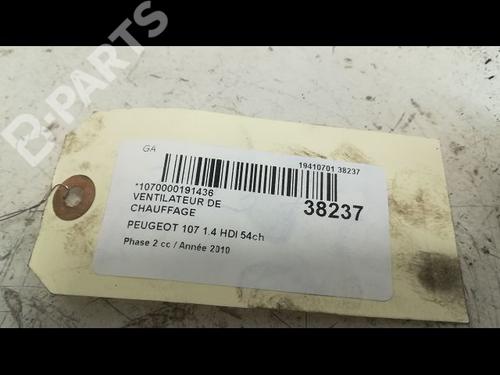 B-PARTS
GA
19410701 38237
*1070000191436
VENTILATEUR DE
CHAUFFAGE
38237
PEUGEOT 107 1.4 HDI 54ch
Phase 2 cc / Année 2010